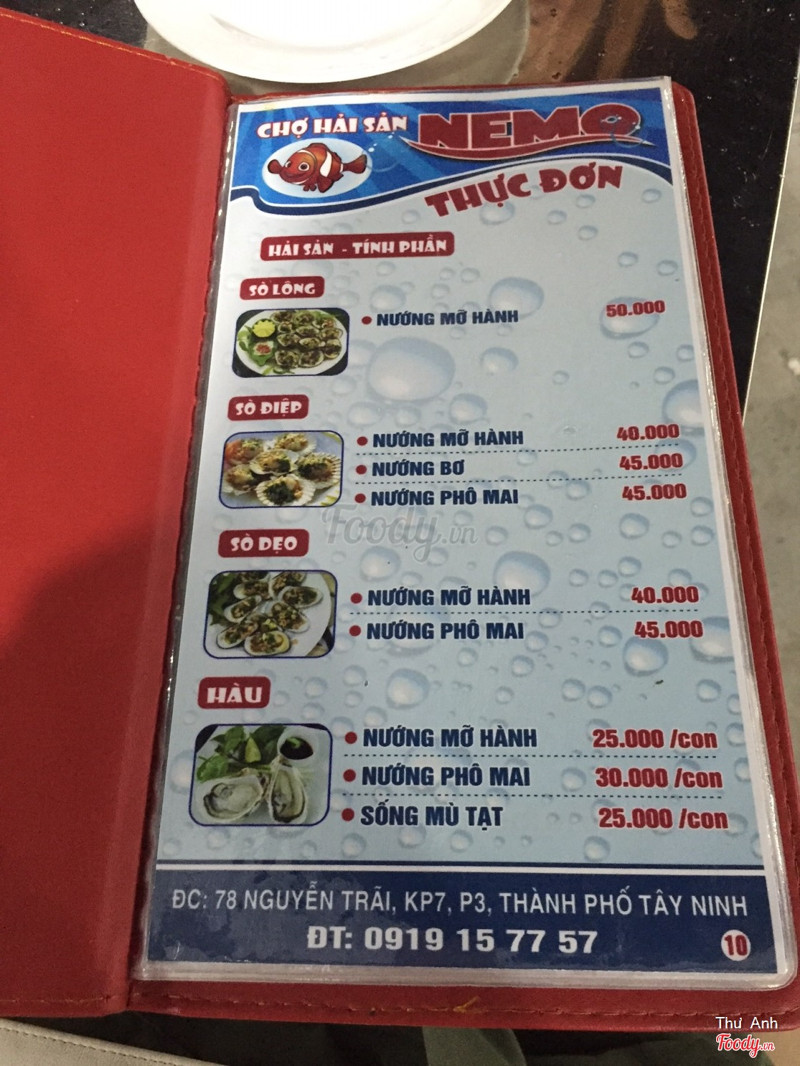 CHỢ HẢI SẢN NEMO
THỰC ĐƠN
HẢI SẢN - TÍNH PHẦN
SÒ LÔNG
• NƯỚNG MỠ HÀNH 50.000
SÒ ĐIỆP
• NƯỚNG MỠ HÀNH 40.000
• NƯỚNG BƠ 45.000
• NƯỚNG PHÔ MAI 45.000
Foody.vn
SÒ DẸO
• NƯỚNG MỠ HÀNH 40.000
• NƯỚNG PHÔ MAI 45.000
HÀU
• NƯỚNG MỠ HÀNH 25.000 /con
• NƯỚNG PHÔ MAI 30.000 /con
• SỐNG MÙ TẠT 25.000 /con
ĐC: 78 NGUYỄN TRÃI, KP7, P3, THÀNH PHỐ TÂY NINH
ĐT: 0919 15 77 57
10
Thư Anh
Foody.vn